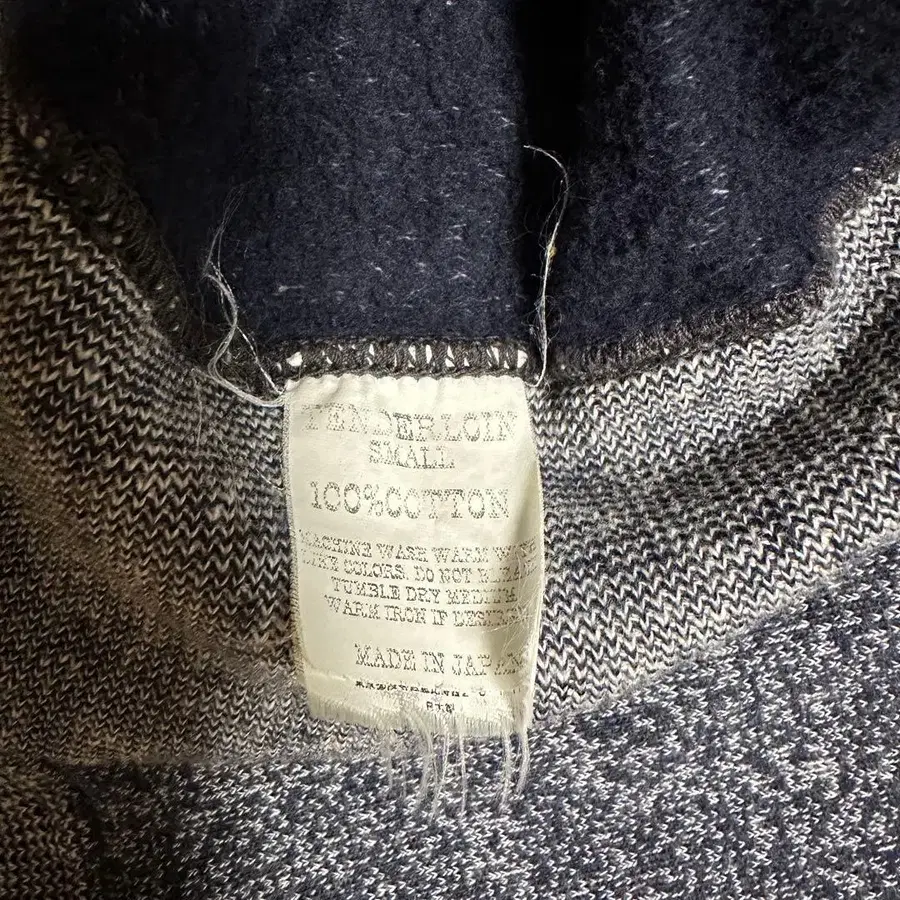 TENDERLOIN
SMALL
100%COTTON
MACHINE WASH WARM WITH
LIKE COLORS. DO NOT BLEACH
TUMBLE DRY MEDIUM
WARM IRON IF DESIRED
MADE IN JAPAN